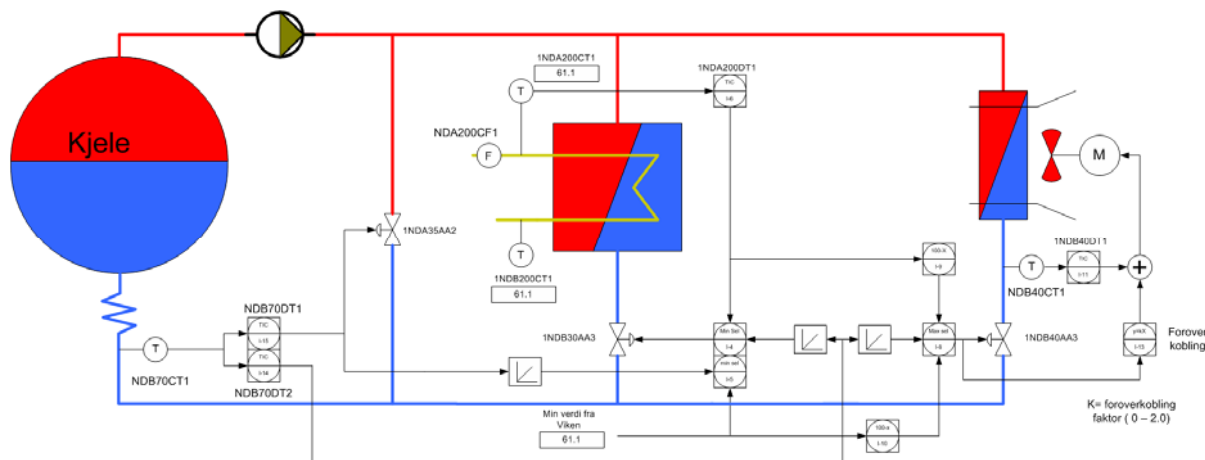 1NDA200CT1
61.1
1NDA200DT1
T
TIC
I-6
Kjele
NDA200CF1
F
M
1NDA35AA2
T
1NDB200CT1
61.1
100-X
I-9
1NDB40DT1
T
TIC
I-11
NDB40CT1
NDB70DT1
TIC
I-15
T
TIC
I-14
NDB70CT1
NDB70DT2
1NDB30AA3
Min Sel
I-4
min sel
I-5
Max sel
I-8
1NDB40AA3
y=kX
I-15
Forover
kobling
K= foroverkobling
faktor ( 0 – 2.0)
Min verdi fra
Viken
61.1
100-x
I-10